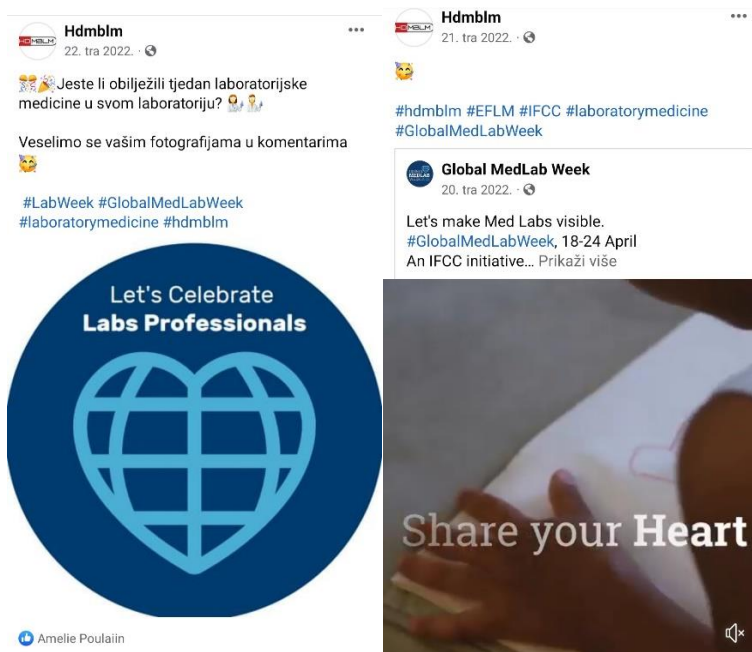 Hdmblm
22. tra 2022. ·
🎊🎉Jeste li obilježili tjedan laboratorijske
medicine u svom laboratoriju? 👩‍🔬👨‍🔬
Veselimo se vašim fotografijama u komentarima
🥳
#LabWeek #GlobalMedLabWeek
#laboratorymedicine #hdmblm
Let's Celebrate
Labs Professionals
Amelie Poulaiin
Hdmblm
21. tra 2022. ·
🥳
#hdmblm #EFLM #IFCC #laboratorymedicine
#GlobalMedLabWeek
Global MedLab Week
20. tra 2022. ·
Let's make Med Labs visible.
#GlobalMedLabWeek, 18-24 April
An IFCC initiative... Prikaži više
Share your Heart